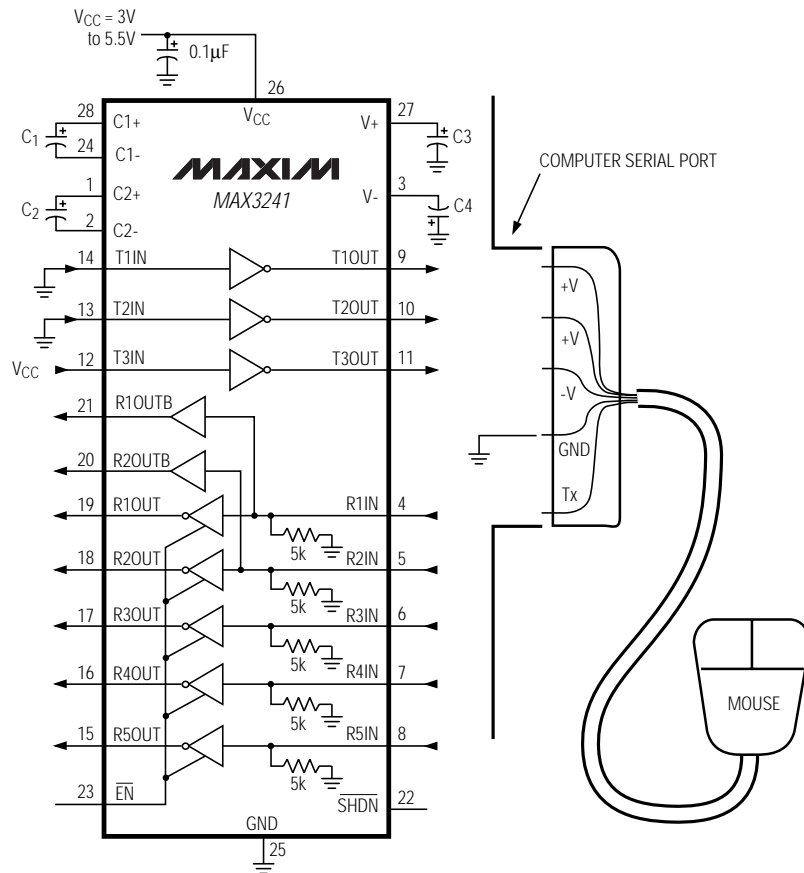 VCC = 3V
to 5.5V
0.1μF
26
VCC
28
C1+
C1
24
C1-
1
C2+
C2
2
C2-
27
V+
C3
3
V-
C4
MAXIM
MAX3241
14
T1IN
T1OUT
9
13
T2IN
T2OUT
10
VCC
12
T3IN
T3OUT
11
21
R1OUTB
20
R2OUTB
19
R1OUT
R1IN
4
5k
18
R2OUT
R2IN
5
5k
17
R3OUT
R3IN
6
5k
16
R4OUT
R4IN
7
5k
15
R5OUT
R5IN
8
5k
23
EN
SHDN
22
GND
25
COMPUTER SERIAL PORT
+V
+V
-V
GND
Tx
MOUSE